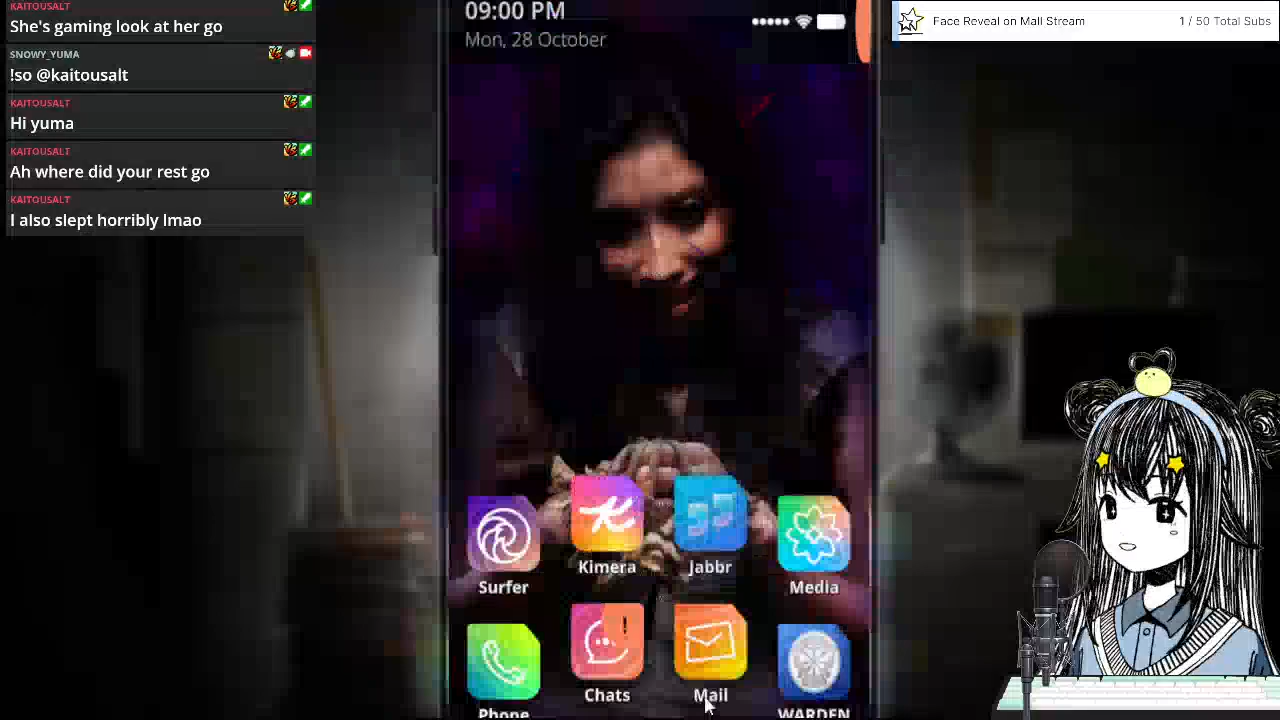 KAITOUSALT
She's gaming look at her go
SNOWY_YUMA
!so @kaitousalt
KAITOUSALT
Hi yuma
KAITOUSALT
Ah where did your rest go
KAITOUSALT
I also slept horribly lmao
09:00 PM
Mon, 28 October
Face Reveal on Mall Stream
1 / 50 Total Subs
Surfer
Kimera
Jabbr
Media
Phone
Chats
Mail
WARDEN